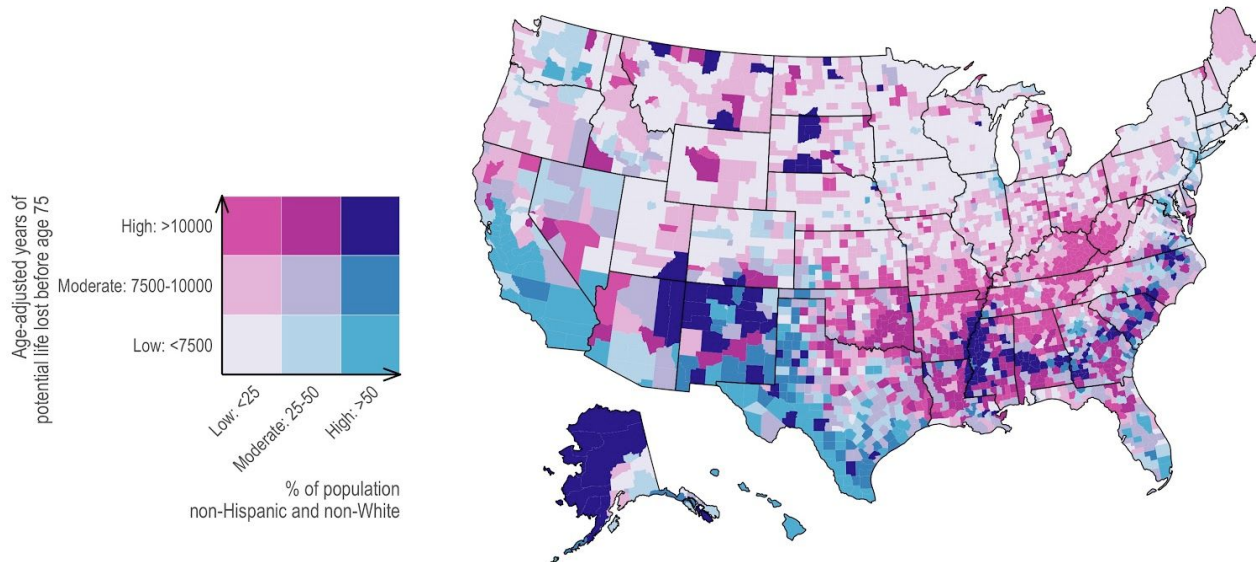 Age-adjusted years of
potential life lost before age 75
High: >10000
Moderate: 7500-10000
Low: <7500
Low: <25
Moderate: 25-50
High: >50
% of population
non-Hispanic and non-White